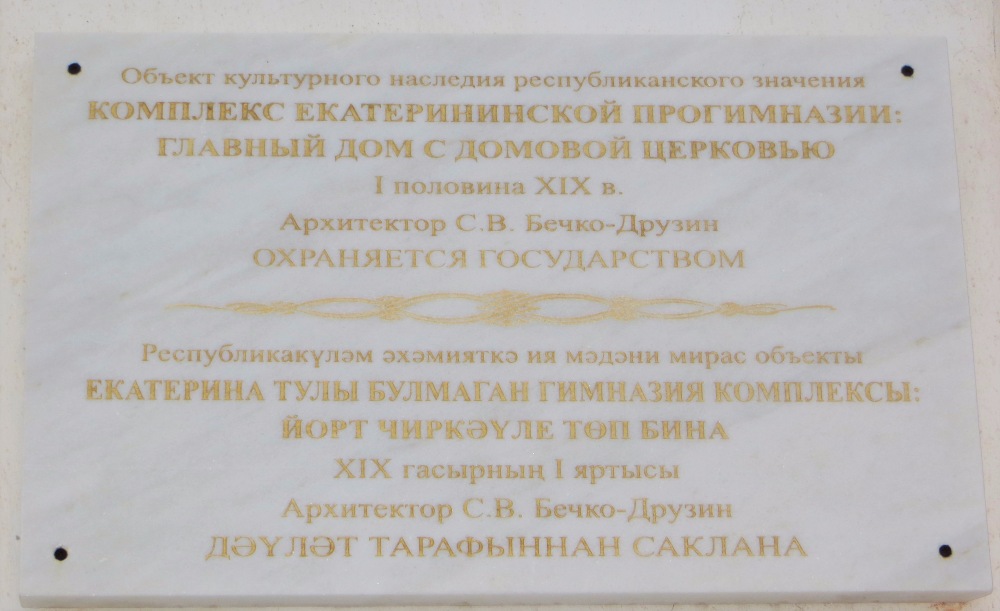 Объект культурного наследия республиканского значения
КОМПЛЕКС ЕКАТЕРИНИНСКОЙ ПРОГИМНАЗИИ:
ГЛАВНЫЙ ДОМ С ДОМОВОЙ ЦЕРКОВЬЮ
I половина XIX в.
Архитектор С.В. Бечко-Друзин
ОХРАНЯЕТСЯ ГОСУДАРСТВОМ
Республикакүләм әхәмияткә ия мәдәни мирас объекты
ЕКАТЕРИНА ТУЛЫ БУЛМАГАН ГИМНАЗИЯ КОМПЛЕКСЫ:
ЙОРТ ЧИРКӘҮЛЕ ТӨП БИНА
XIX гасырның I яртысы
Архитектор С.В. Бечко-Друзин
ДӘҮЛӘТ ТАРАФЫННАН САКЛАНА